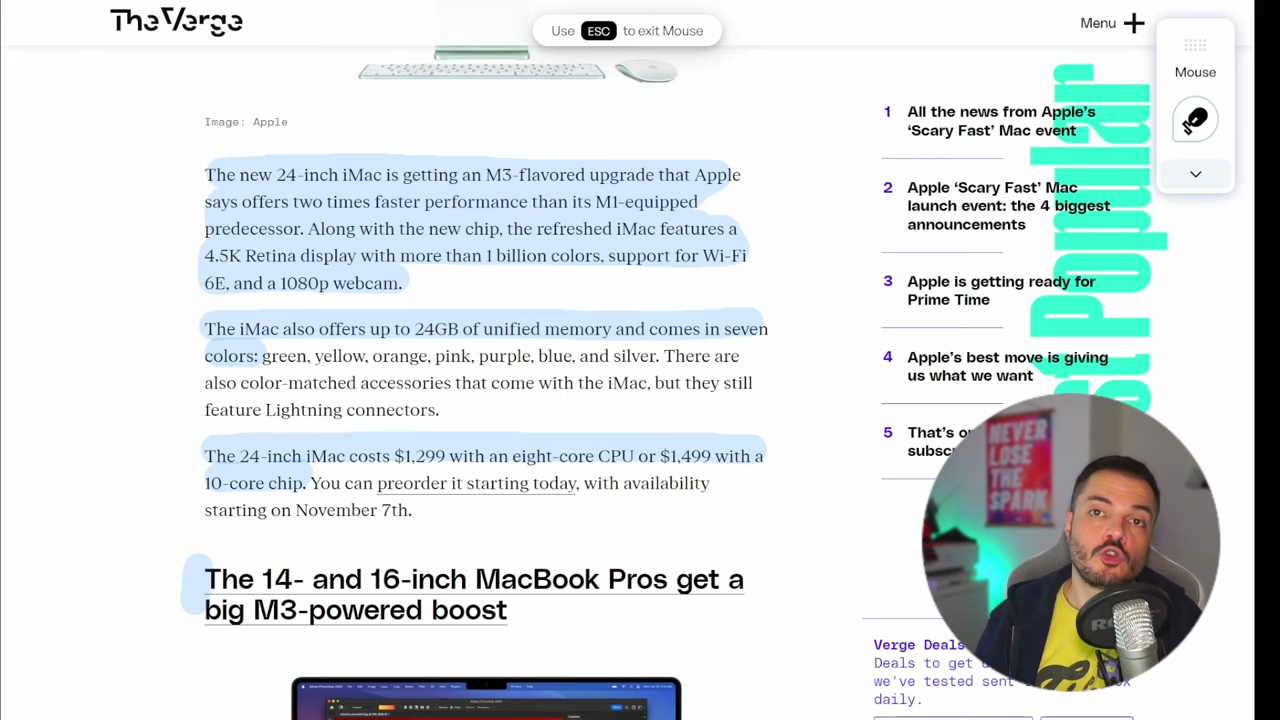 The Verge
Use ESC to exit Mouse
Menu
Mouse
Image: Apple
The new 24-inch iMac is getting an M3-flavored upgrade that Apple
says offers two times faster performance than its M1-equipped
predecessor. Along with the new chip, the refreshed iMac features a
4.5K Retina display with more than 1 billion colors, support for Wi-Fi
6E, and a 1080p webcam.
The iMac also offers up to 24GB of unified memory and comes in seven
colors: green, yellow, orange, pink, purple, blue, and silver. There are
also color-matched accessories that come with the iMac, but they still
feature Lightning connectors.
The 24-inch iMac costs $1,299 with an eight-core CPU or $1,499 with a
10-core chip. You can preorder it starting today, with availability
starting on November 7th.
The 14- and 16-inch MacBook Pros get a
big M3-powered boost
Popular
1 All the news from Apple’s
‘Scary Fast’ Mac event
2 Apple ‘Scary Fast’ Mac
launch event: the 4 biggest
announcements
3 Apple is getting ready for
Prime Time
4 Apple’s best move is giving
us what we want
5 That’s
NEVER
LOSE
THE
SPARK
Verge Deals
Deals to get
we've tested sent
daily.